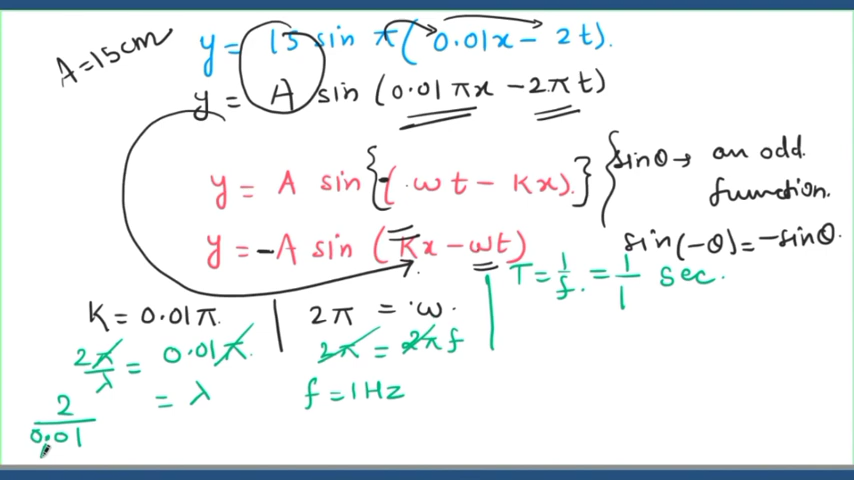 A=15cm
y = 15 sin π(0.01x - 2t).
y = A sin (0.01πx - 2πt)
y = A sin {-(ωt - Kx)}
sinθ → an odd function.
y = -A sin (Kx - ωt)
sin(-θ)=-sinθ.
T = 1/f. = 1/1 sec.
K = 0.01π.
2π = ω.
2π/λ = 0.01π.
2π = 2πf
2/0.01 = λ
f = 1Hz